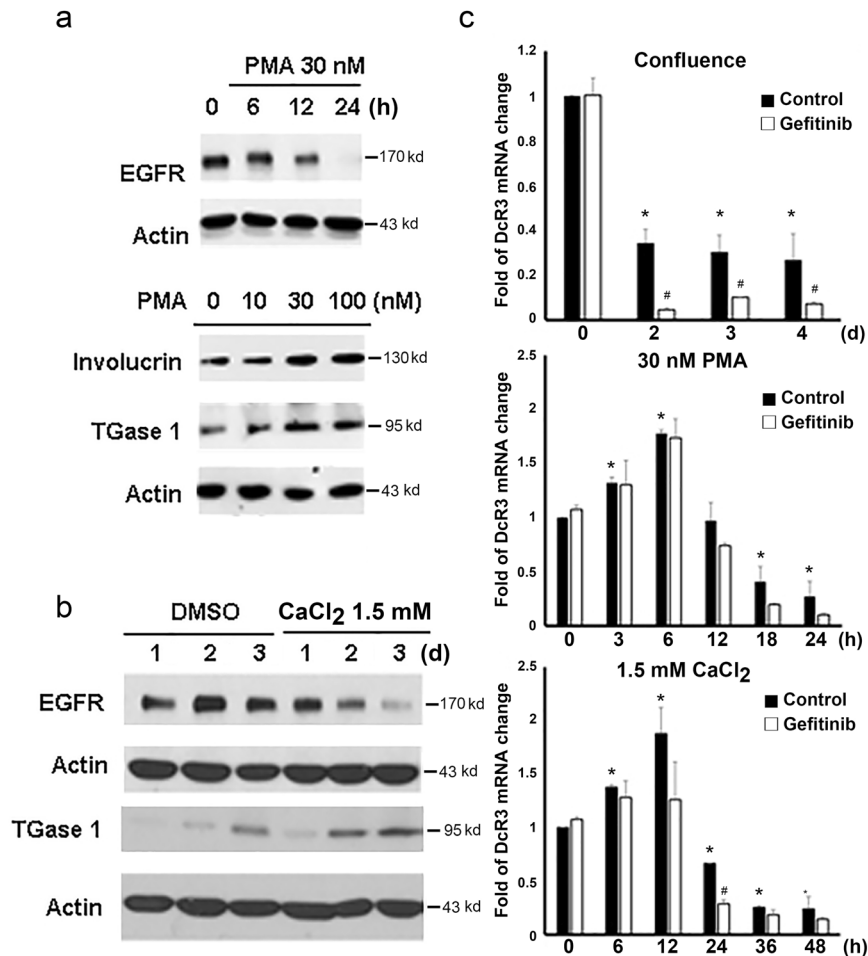 a
PMA 30 nM
0 6 12 24 (h)
EGFR
170 kd
Actin
43 kd
PMA 0 10 30 100 (nM)
Involucrin
130 kd
TGase 1
95 kd
Actin
43 kd
b
DMSO CaCl2 1.5 mM
1 2 3 1 2 3 (d)
EGFR
170 kd
Actin
43 kd
TGase 1
95 kd
Actin
43 kd
c
Confluence
Control
Gefitinib
Fold of DcR3 mRNA change
1.2
1
0.8
0.6
0.4
0.2
0
* * *
# # #
0 2 3 4 (d)
30 nM PMA
Control
Gefitinib
Fold of DcR3 mRNA change
2.5
2
1.5
1
0.5
0
* * * *
0 3 6 12 18 24 (h)
1.5 mM CaCl2
Control
Gefitinib
Fold of DcR3 mRNA change
2.5
2
1.5
1
0.5
0
* * * * *
#
0 6 12 24 36 48 (h)